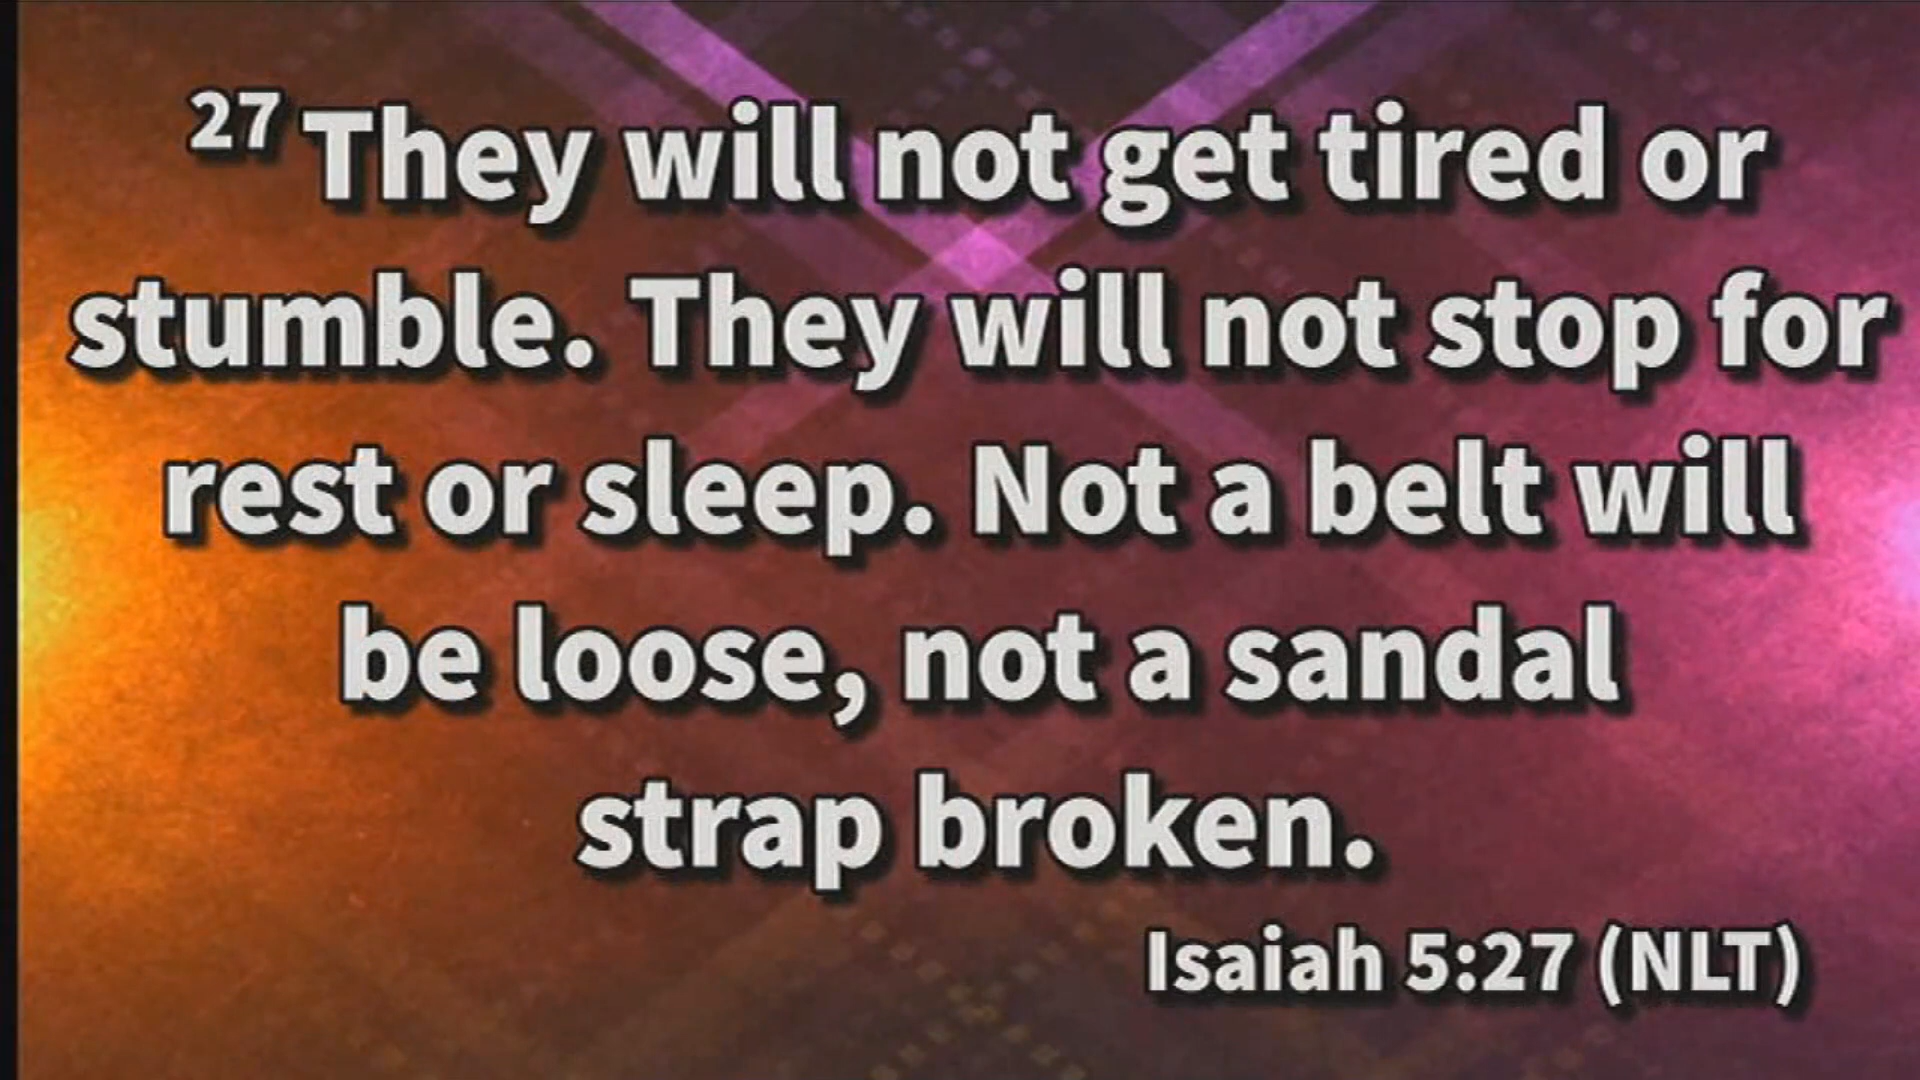 27 They will not get tired or
stumble. They will not stop for
rest or sleep. Not a belt will
be loose, not a sandal
strap broken.
Isaiah 5:27 (NLT)